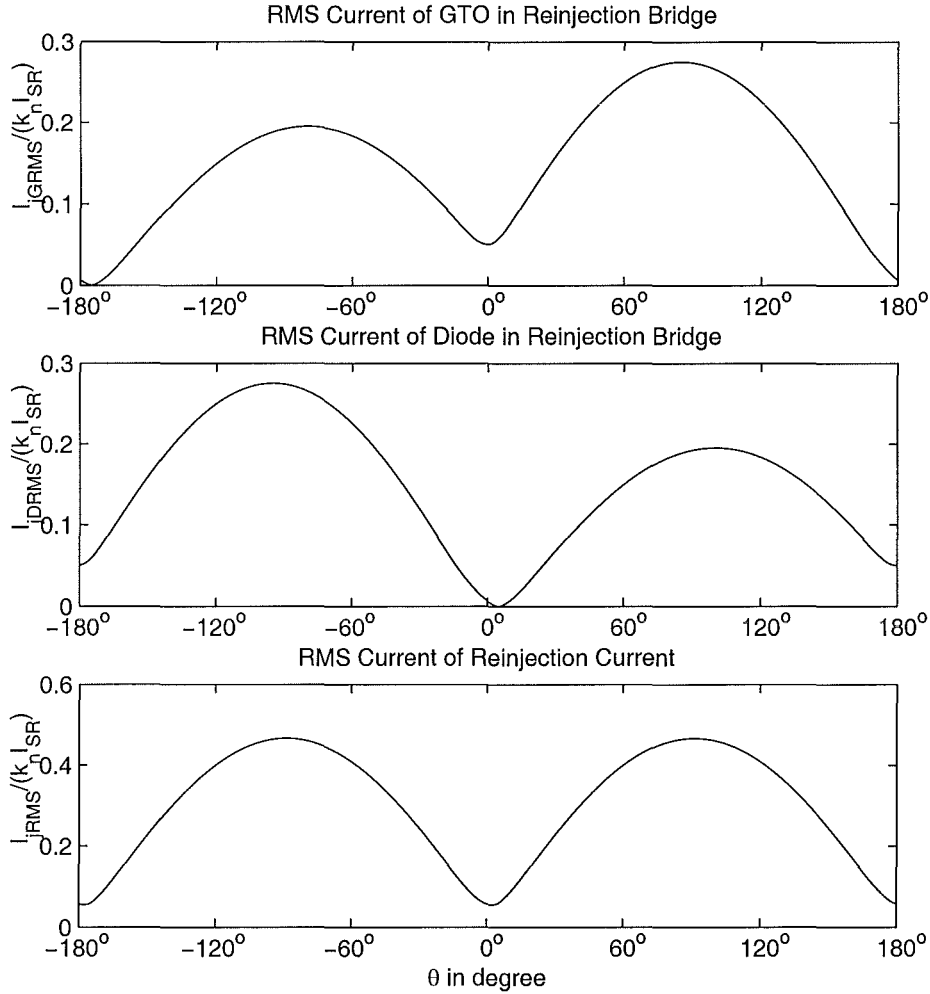 RMS Current of GTO in Reinjection Bridge
I_jGRMS/(k_n I_SR)
0.3
0.2
0.1
0
−180° −120° −60° 0° 60° 120° 180°
RMS Current of Diode in Reinjection Bridge
I_jDRMS/(k_n I_SR)
0.3
0.2
0.1
0
−180° −120° −60° 0° 60° 120° 180°
RMS Current of Reinjection Current
I_jRMS/(k_n I_SR)
0.6
0.4
0.2
0
−180° −120° −60° 0° 60° 120° 180°
θ in degree